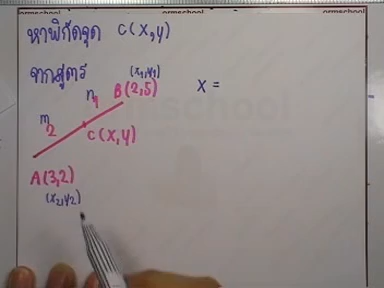 หาพิกัดจุด C(x,y)
จากสูตร
(x₁,y₁)
n₁ B(2,5)
x =
m₂
C(x,y)
A(3,2)
(x₂,y₂)